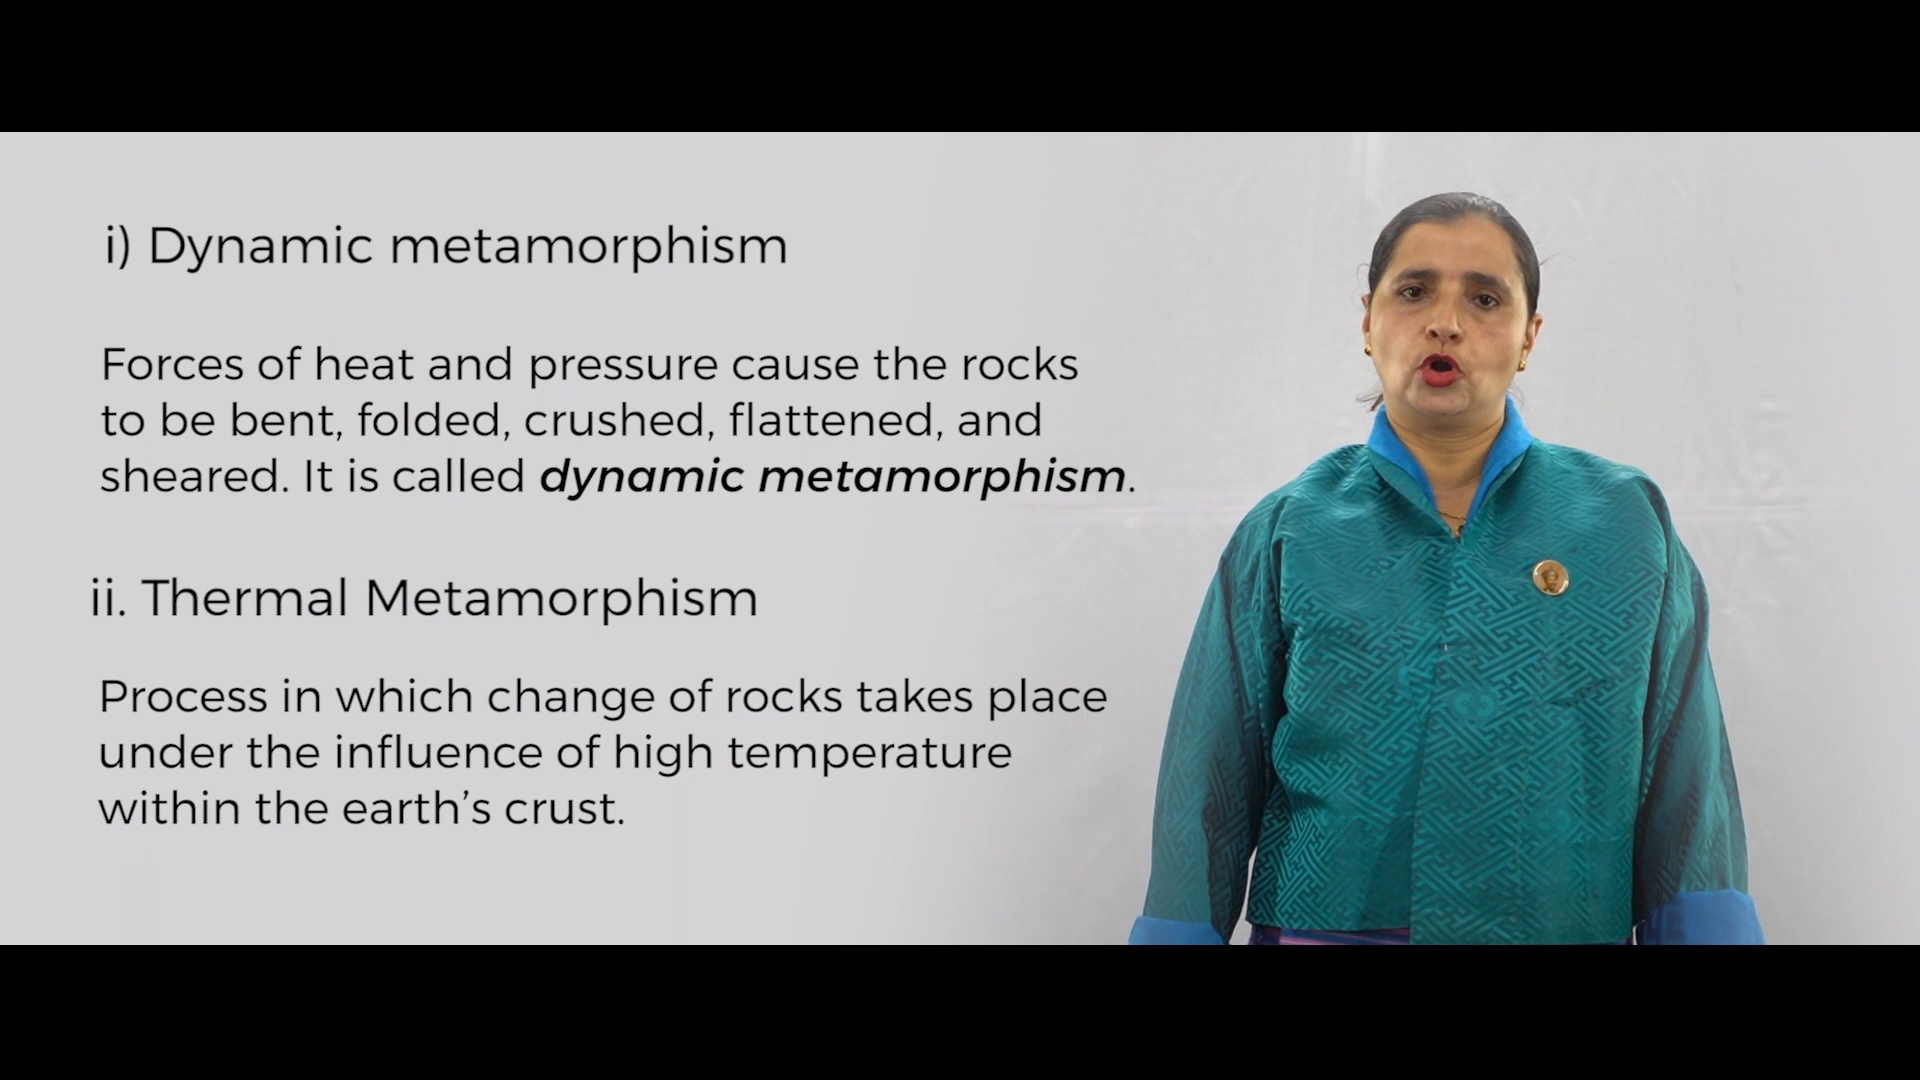 i) Dynamic metamorphism
Forces of heat and pressure cause the rocks
to be bent, folded, crushed, flattened, and
sheared. It is called dynamic metamorphism.
ii. Thermal Metamorphism
Process in which change of rocks takes place
under the influence of high temperature
within the earth’s crust.